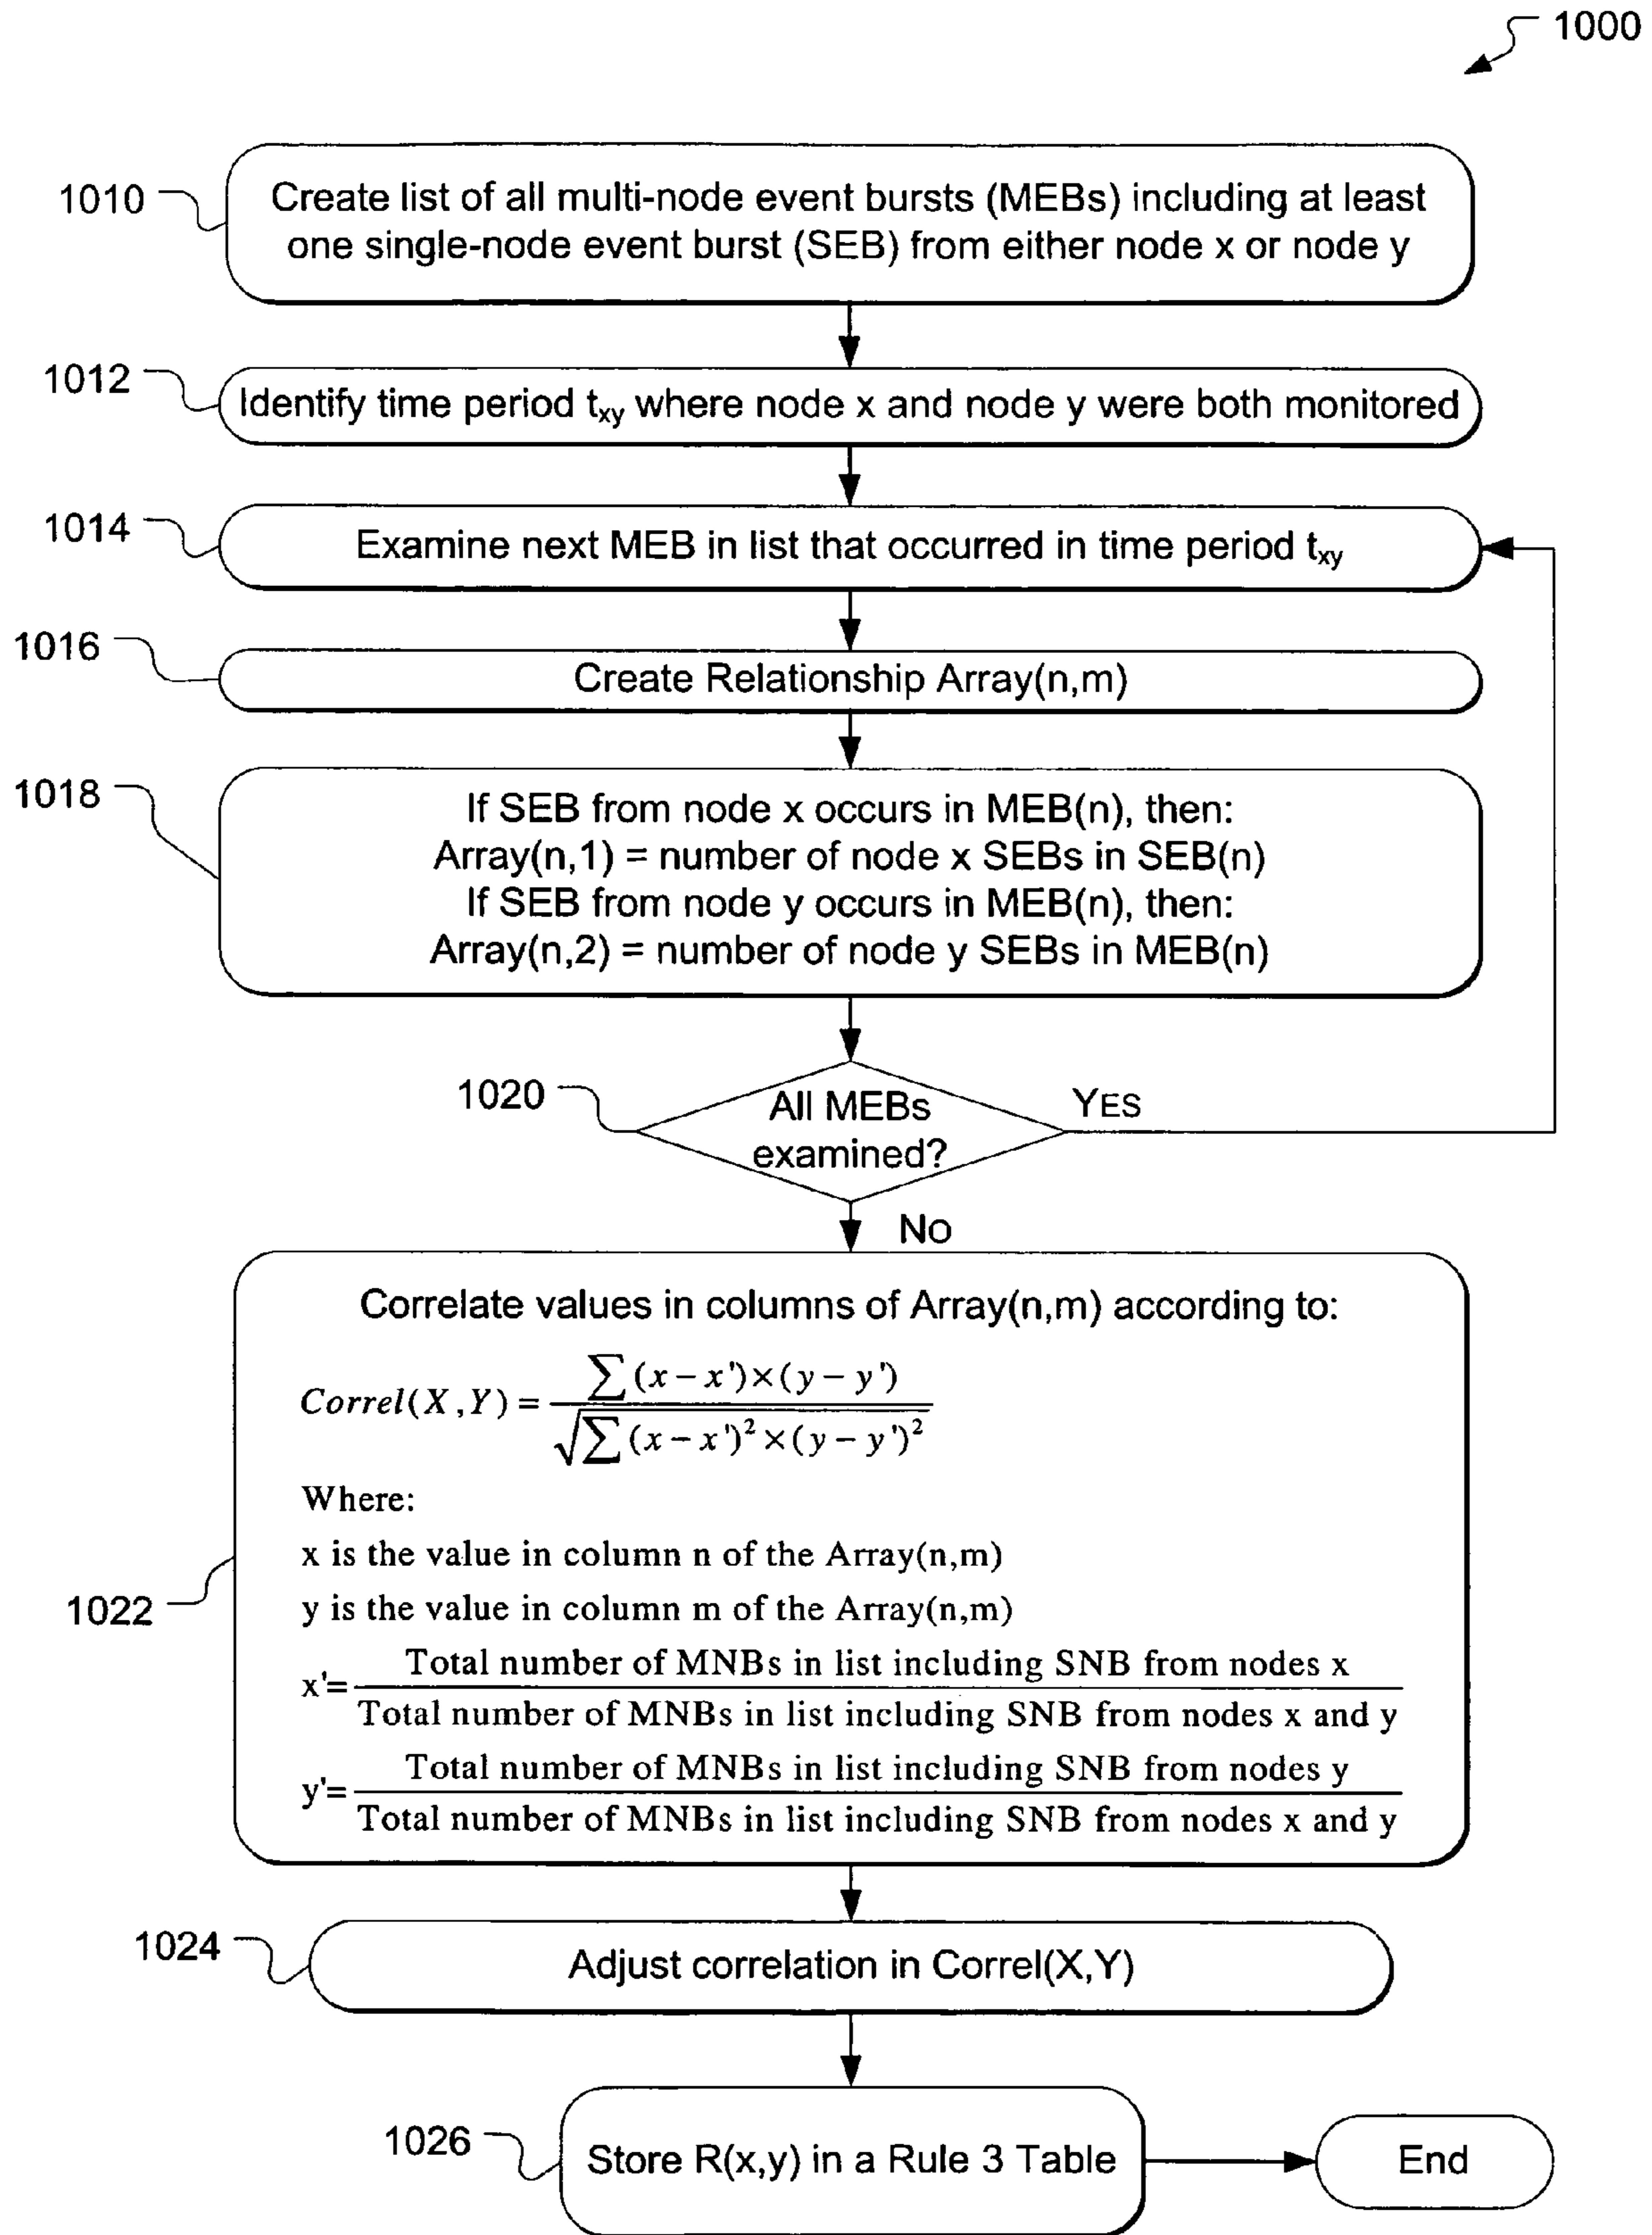 1000
1010
Create list of all multi-node event bursts (MEBs) including at least
one single-node event burst (SEB) from either node x or node y
1012
Identify time period t_xy where node x and node y were both monitored
1014
Examine next MEB in list that occurred in time period t_xy
1016
Create Relationship Array(n,m)
1018
If SEB from node x occurs in MEB(n), then:
Array(n,1) = number of node x SEBs in SEB(n)
If SEB from node y occurs in MEB(n), then:
Array(n,2) = number of node y SEBs in MEB(n)
1020
All MEBs
examined?
YES
NO
1022
Correlate values in columns of Array(n,m) according to:
Correl(X,Y) = ∑(x−x')×(y−y') / √∑(x−x')²×(y−y')²
Where:
x is the value in column n of the Array(n,m)
y is the value in column m of the Array(n,m)
x'= Total number of MNBs in list including SNB from nodes x
Total number of MNBs in list including SNB from nodes x and y
y'= Total number of MNBs in list including SNB from nodes y
Total number of MNBs in list including SNB from nodes x and y
1024
Adjust correlation in Correl(X,Y)
1026
Store R(x,y) in a Rule 3 Table
End